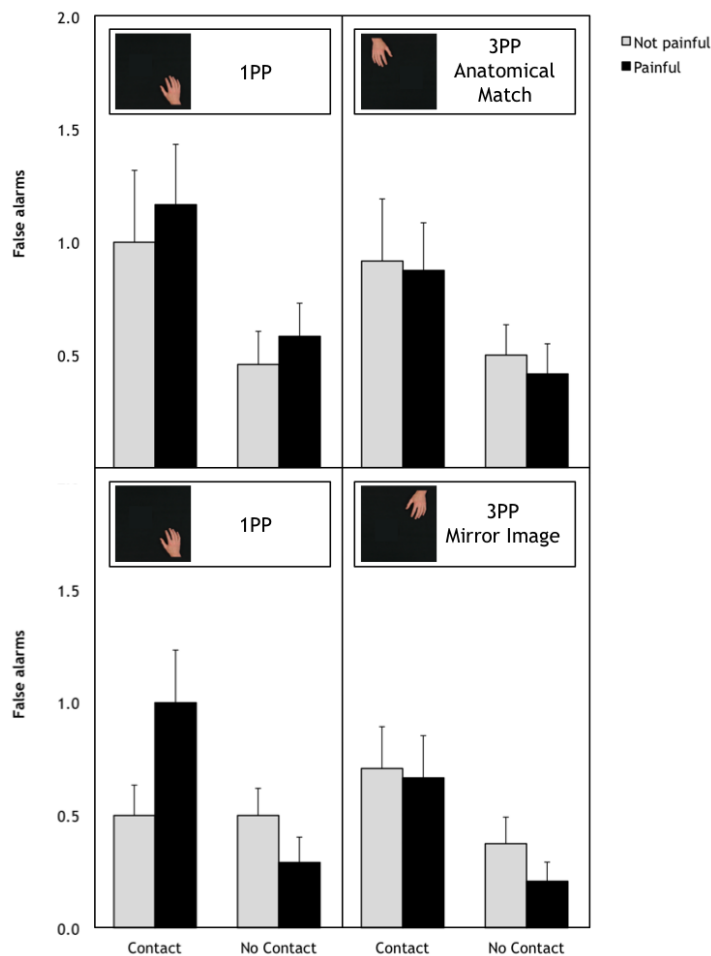 2.0
1PP
3PP
Anatomical
Match
Not painful
Painful
1.5
1.0
0.5
False alarms
1PP
3PP
Mirror Image
1.5
1.0
0.5
0.0
False alarms
Contact No Contact Contact No Contact